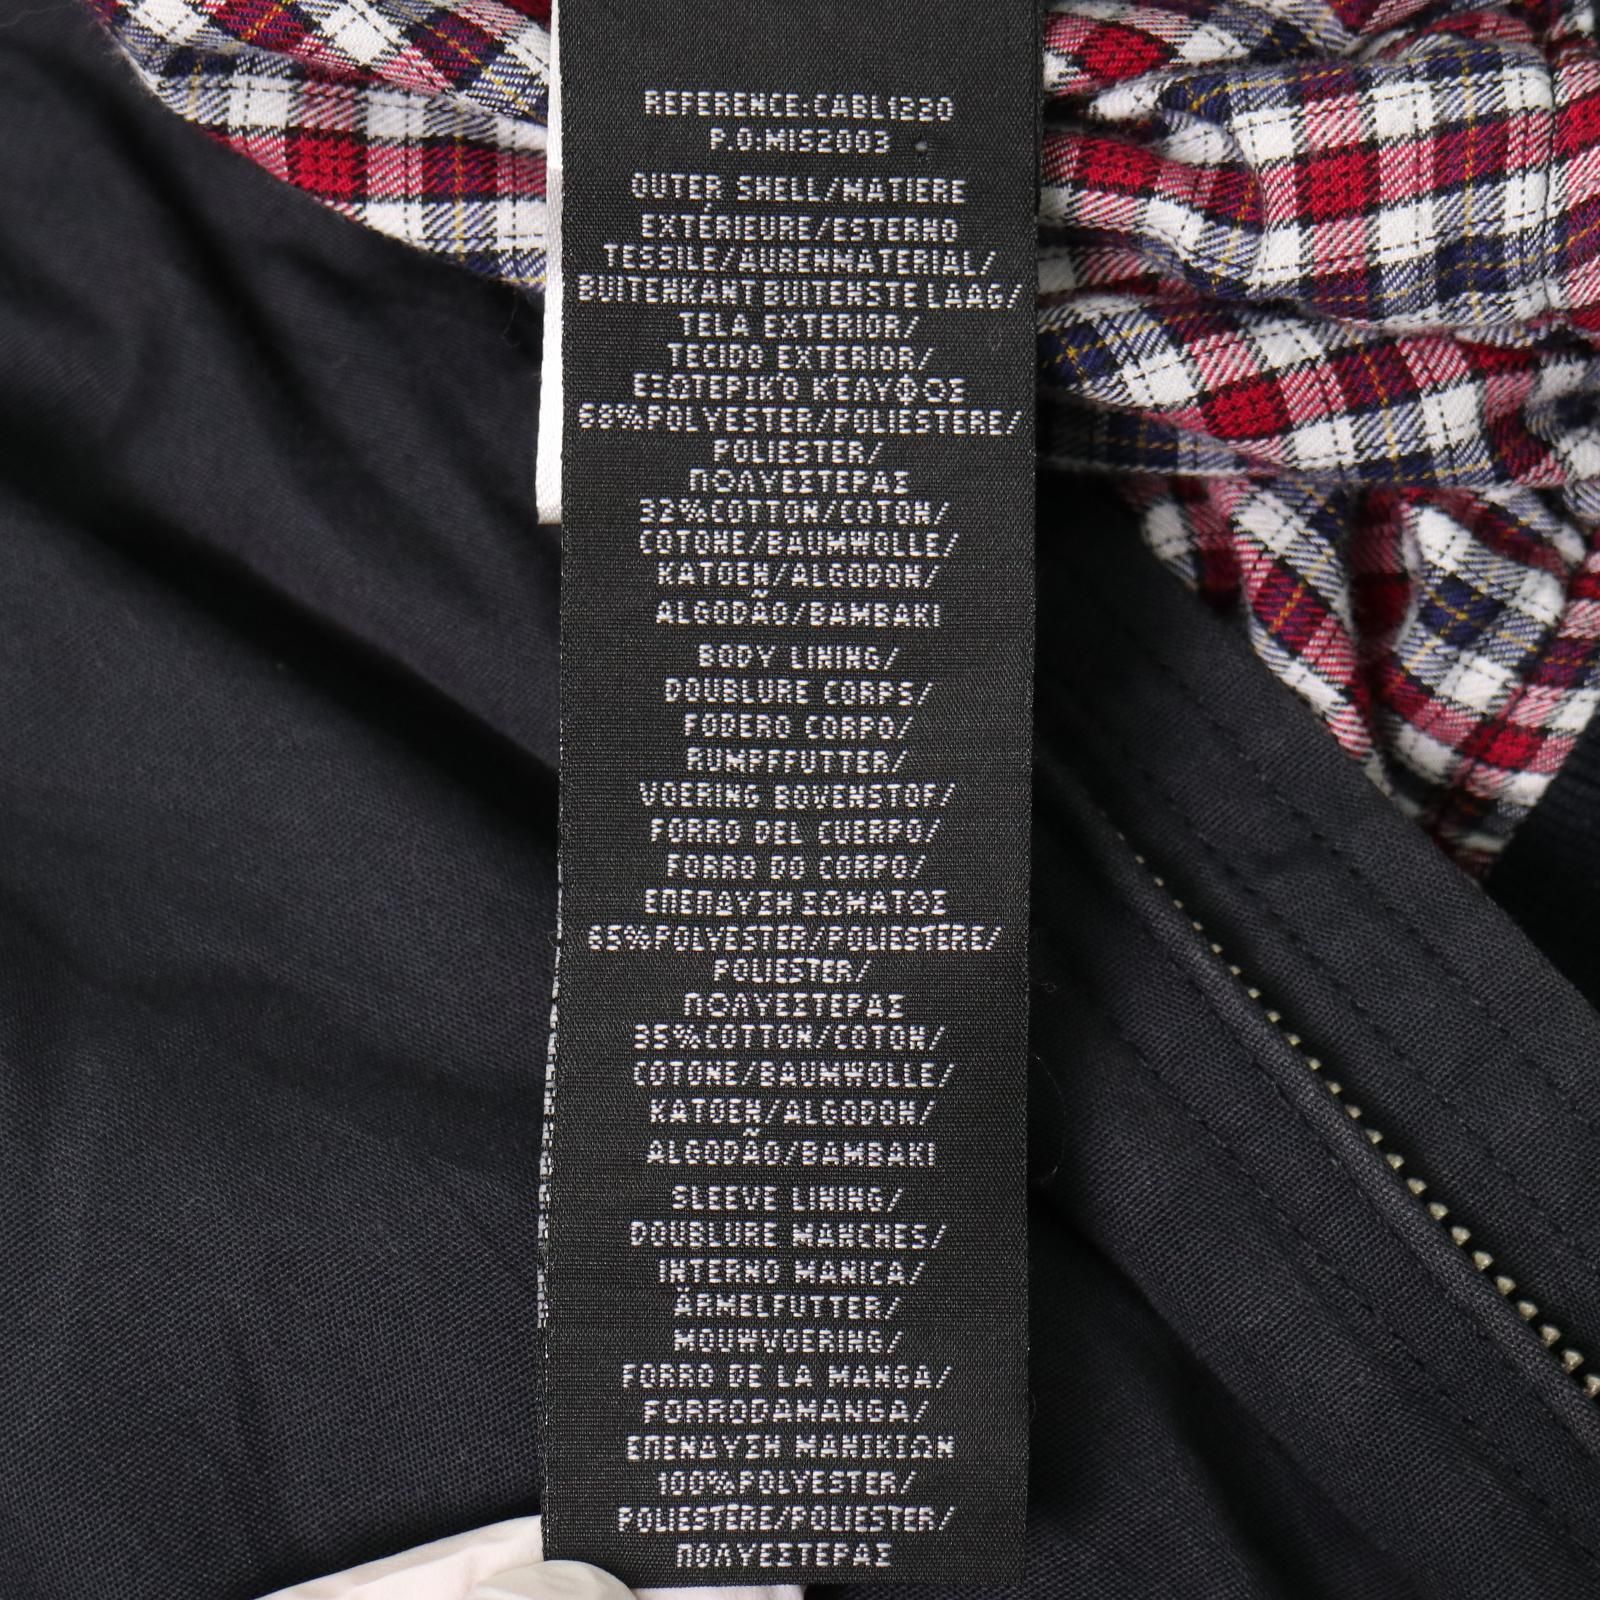 REFERENCE:CABL1220
P.O:MIS2003
OUTER SHELL/MATIERE
EXTÉRIEURE/ESTERNO
TESSILE/AURENMATERIAL/
BUITENKANT BUITENSTE LAAG/
TELA EXTERIOR/
TECIDO EXTERIOR/
ΕΞΩΤΕΡΙΚΌ ΚΈΛΥΦΟΣ
68%POLYESTER/POLIESTERE/
POLIESTER/
ΠΟΛΥΕΣΤΕΡΑΣ
32%COTTON/COTON/
COTONE/BAUMWOLLE/
KATOEN/ALGODON/
ALGODÃO/BAMBAKI
BODY LINING/
DOUBLURE CORPS/
FODERO CORPO/
RUMPFFUTTER/
VOERING BOVENSTOF/
FORRO DEL CUERPO/
FORRO DO CORPO/
ΕΠΕΠΔΥΣΗ ΣΩΜΑΤΟΣ
65%POLYESTER/POLIESTERE/
POLIESTER/
ΠΟΛΥΕΣΤΕΡΑΣ
35%COTTON/COTON/
COTONE/BAUMWOLLE/
KATOEN/ALGODON/
ALGODÃO/BAMBAKI
SLEEVE LINING/
DOUBLURE MANCHES/
INTERNO MANICA/
ÄRMELFUTTER/
MOUWVOERING/
FORRO DE LA MANGA/
FORRODAMANGA/
ΕΠΕΝΔΥΣΗ ΜΑΝΙΚΙΩΝ
100%POLYESTER/
POLIESTERE/POLIESTER/
ΠΟΛΥΕΣΤΕΡΑΣ